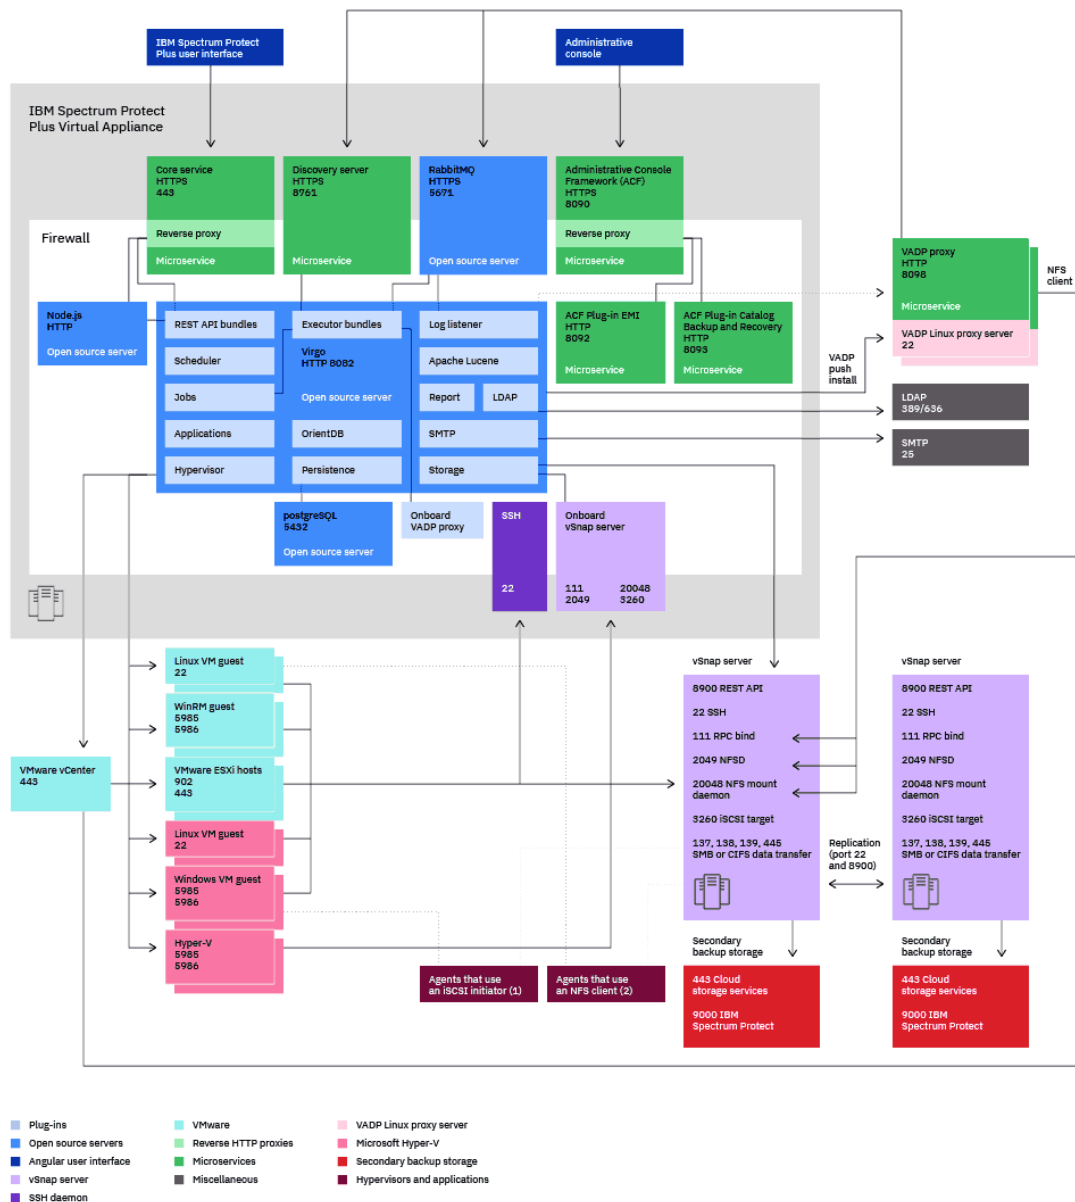 IBM Spectrum Protect
Plus user interface
Administrative
console
IBM Spectrum Protect
Plus Virtual Appliance
Core service
HTTPS
443
Reverse proxy
Microservice
Discovery server
HTTPS
8761
Microservice
RabbitMQ
HTTPS
5671
Open source server
Administrative Console
Framework (ACF)
HTTPS
8090
Reverse proxy
Microservice
Firewall
VADP proxy
HTTP
8098
Microservice
VADP Linux proxy server
22
NFS
client
Node.js
HTTP
Open source server
REST API bundles
Scheduler
Jobs
Applications
Hypervisor
Executor bundles
Virgo
HTTP 8082
Open source server
OrientDB
Persistence
Log listener
Apache Lucene
Report
LDAP
SMTP
Storage
ACF Plug-in EMI
HTTP
8092
Microservice
ACF Plug-in Catalog
Backup and Recovery
HTTP
8093
Microservice
VADP
push
install
LDAP
389/636
SMTP
25
postgreSQL
5432
Open source server
Onboard
VADP proxy
SSH
22
Onboard
vSnap server
111 20048
2049 3260
Linux VM guest
22
WinRM guest
5985
5986
VMware vCenter
443
VMware ESXi hosts
902
443
Linux VM guest
22
Windows VM guest
5985
5986
Hyper-V
5985
5986
Agents that use
an iSCSI initiator (1)
Agents that use
an NFS client (2)
vSnap server
8900 REST API
22 SSH
111 RPC bind
2049 NFSD
20048 NFS mount
daemon
3260 iSCSI target
137, 138, 139, 445
SMB or CIFS data transfer
Replication
(port 22
and 8900)
vSnap server
8900 REST API
22 SSH
111 RPC bind
2049 NFSD
20048 NFS mount
daemon
3260 iSCSI target
137, 138, 139, 445
SMB or CIFS data transfer
Secondary
backup storage
443 Cloud
storage services
9000 IBM
Spectrum Protect
Secondary
backup storage
443 Cloud
storage services
9000 IBM
Spectrum Protect
Plug-ins
Open source servers
Angular user interface
vSnap server
SSH daemon
VMware
Reverse HTTP proxies
Microservices
Miscellaneous
VADP Linux proxy server
Microsoft Hyper-V
Secondary backup storage
Hypervisors and applications